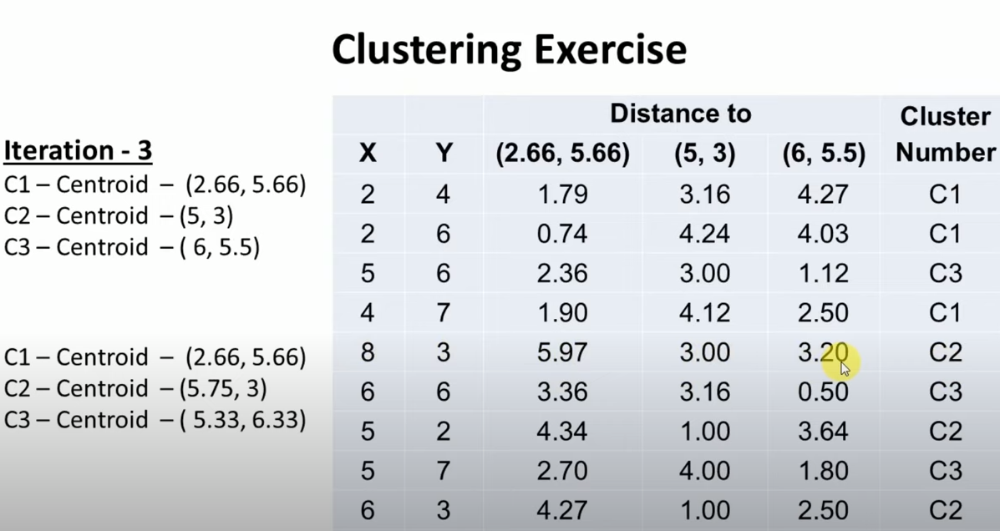 Clustering Exercise
Iteration - 3
C1 – Centroid – (2.66, 5.66)
C2 – Centroid – (5, 3)
C3 – Centroid – ( 6, 5.5)
C1 – Centroid – (2.66, 5.66)
C2 – Centroid – (5.75, 3)
C3 – Centroid – ( 5.33, 6.33)
Distance to Cluster
X Y (2.66, 5.66) (5, 3) (6, 5.5) Number
2 4 1.79 3.16 4.27 C1
2 6 0.74 4.24 4.03 C1
5 6 2.36 3.00 1.12 C3
4 7 1.90 4.12 2.50 C1
8 3 5.97 3.00 3.20 C2
6 6 3.36 3.16 0.50 C3
5 2 4.34 1.00 3.64 C2
5 7 2.70 4.00 1.80 C3
6 3 4.27 1.00 2.50 C2